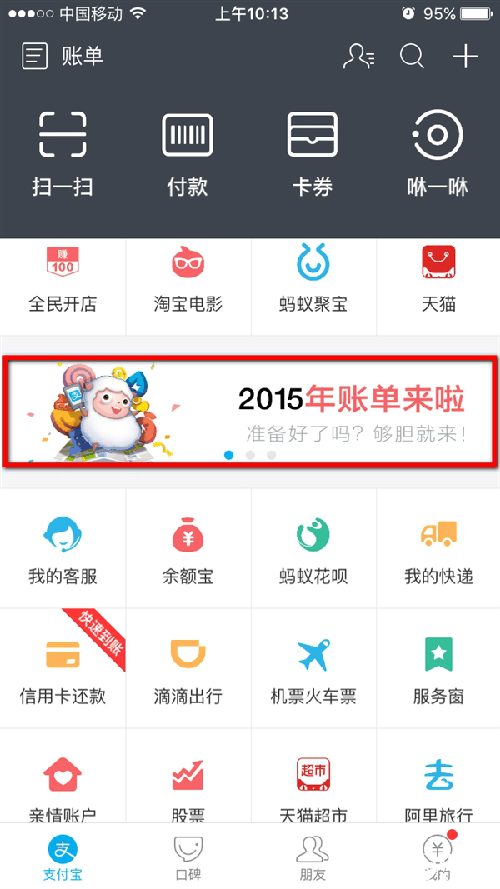 中国移动 上午10:13 95%
账单
扫一扫 付款 卡券 咻一咻
赚
100
全民开店 淘宝电影 蚂蚁聚宝 天猫
支
2015年账单来啦
准备好了吗？够胆就来！
我的客服 余额宝 蚂蚁花呗 我的快递
快速到账
信用卡还款 滴滴出行 机票火车票 服务窗
超市
去
亲情账户 股票 天猫超市 阿里旅行
支
支付宝 口碑 朋友 我的